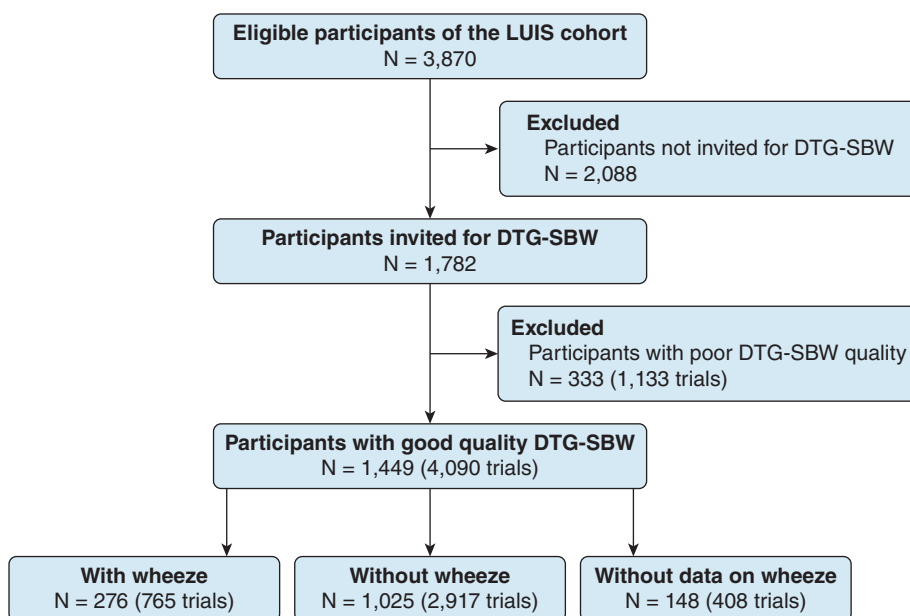 Eligible participants of the LUIS cohort
N = 3,870
Excluded
Participants not invited for DTG-SBW
N = 2,088
Participants invited for DTG-SBW
N = 1,782
Excluded
Participants with poor DTG-SBW quality
N = 333 (1,133 trials)
Participants with good quality DTG-SBW
N = 1,449 (4,090 trials)
With wheeze
N = 276 (765 trials)
Without wheeze
N = 1,025 (2,917 trials)
Without data on wheeze
N = 148 (408 trials)